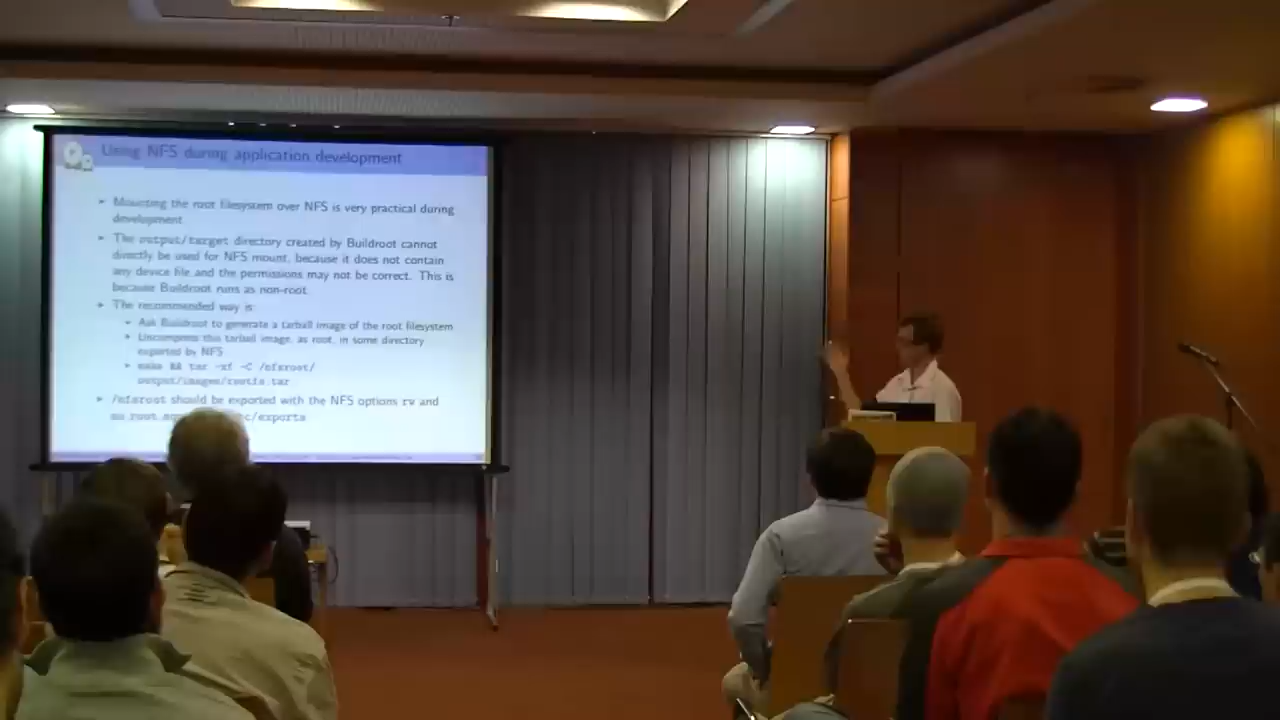 Using NFS during application development
Mounting the root filesystem over NFS is very practical during
development
The output/target directory created by Buildroot cannot
directly be used for NFS mount, because it does not contain
any device file and the permissions may not be correct. This is
because Buildroot runs as non-root.
The recommended way is:
Ask Buildroot to generate a tarball image of the root filesystem
Uncompress this tarball image, as root, in some directory
exported by NFS
make && tar -xf -C /nfsroot/
output/images/rootfs.tar
/nfsroot should be exported with the NFS options rw and
/exports